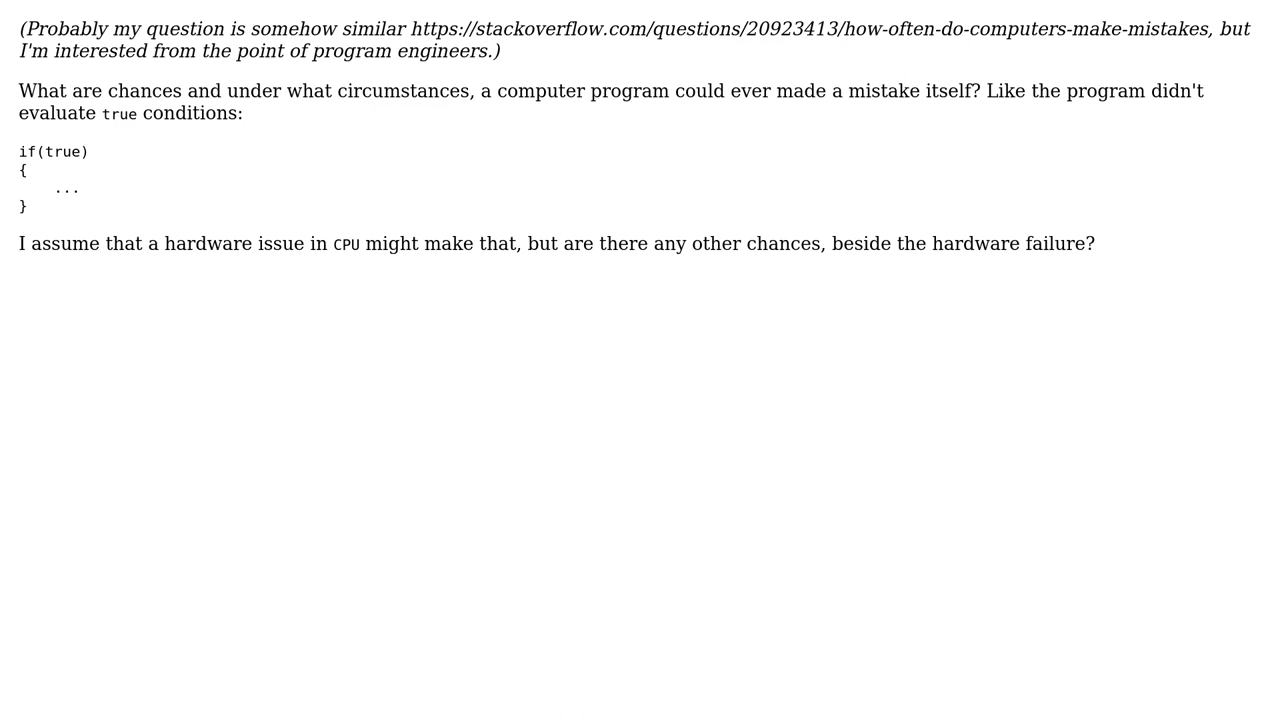 (Probably my question is somehow similar https://stackoverflow.com/questions/20923413/how-often-do-computers-make-mistakes, but
I'm interested from the point of program engineers.)
What are chances and under what circumstances, a computer program could ever made a mistake itself? Like the program didn't
evaluate true conditions:
if(true)
{
    ...
}
I assume that a hardware issue in CPU might make that, but are there any other chances, beside the hardware failure?